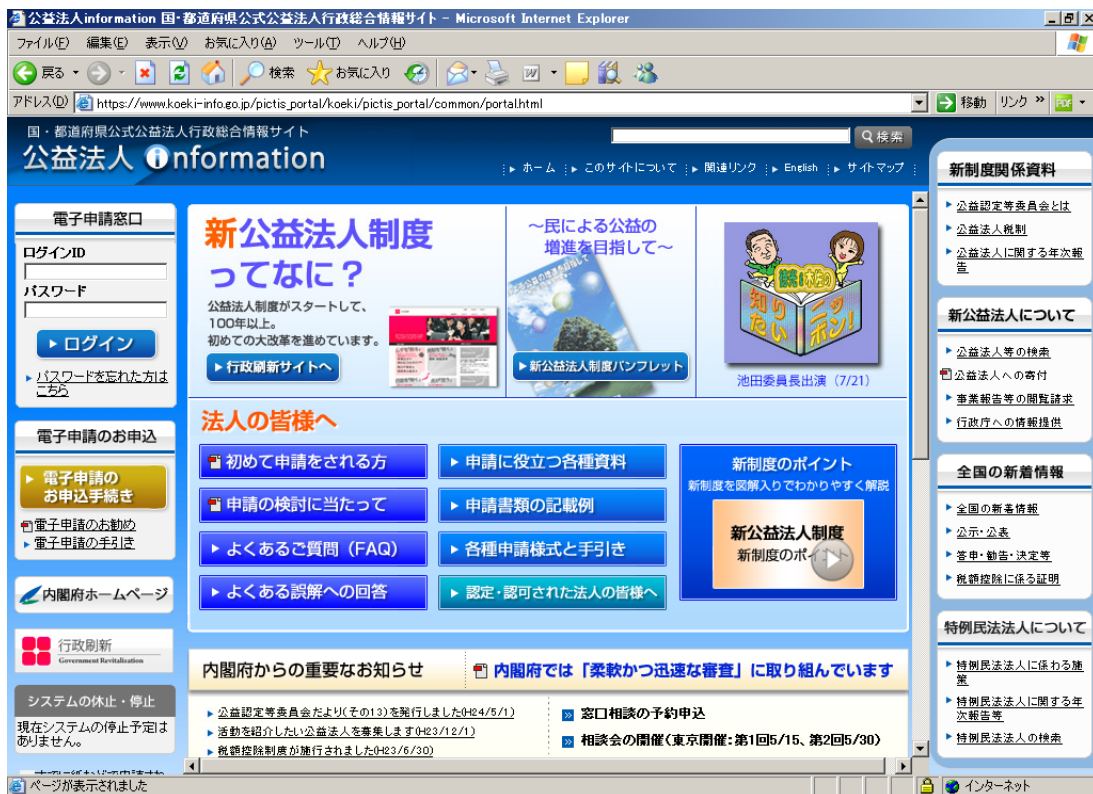 公益法人information 国・都道府県公式公益法人行政総合情報サイト - Microsoft Internet Explorer
ファイル(F) 編集(E) 表示(V) お気に入り(A) ツール(T) ヘルプ(H)
戻る 検索 お気に入り
アドレス(D) https://www.koeki-info.go.jp/pictis_portal/koeki/pictis_portal/common/portal.html 移動 リンク
国・都道府県公式公益法人行政総合情報サイト
公益法人 information
検索
ホーム このサイトについて 関連リンク English サイトマップ
電子申請窓口
ログインID
パスワード
ログイン
パスワードを忘れた方は
こちら
電子申請のお申込
電子申請の
お申込手続き
電子申請のお勧め
電子申請の手引き
内閣府ホームページ
行政刷新
Government Revitalization
システムの休止・停止
現在システムの停止予定は
ありません。
新公益法人制度
ってなに？
公益法人制度がスタートして、
100年以上。
初めての大改革を進めています。
行政刷新サイトへ
～民による公益の
増進を目指して～
新公益法人制度パンフレット
知りたいニッポン!
池田委員長出演（7/21）
法人の皆様へ
初めて申請をされる方
申請の検討に当たって
よくあるご質問（FAQ）
よくある誤解への回答
申請に役立つ各種資料
申請書類の記載例
各種申請様式と手引き
認定・認可された法人の皆様へ
新制度のポイント
新制度を図解入りでわかりやすく解説
新公益法人制度
新制度のポイント
内閣府からの重要なお知らせ
内閣府では「柔軟かつ迅速な審査」に取り組んでいます
公益認定等委員会だより(その13)を発行しました(H24/5/1)
活動を紹介したい公益法人を募集します(H23/12/1)
税額控除制度が施行されました(H23/6/30)
窓口相談の予約申込
相談会の開催(東京開催：第1回5/15、第2回5/30)
新制度関係資料
公益認定等委員会とは
公益法人税制
公益法人に関する年次報
告
新公益法人について
公益法人等の検索
公益法人への寄付
事業報告等の閲覧請求
行政庁への情報提供
全国の新着情報
全国の新着情報
公示・公表
答申・勧告・決定等
税額控除に係る証明
特例民法法人について
特例民法法人に係わる施
策
特例民法法人に関する年
次報告等
特例民法法人の検索
ページが表示されました
インターネット